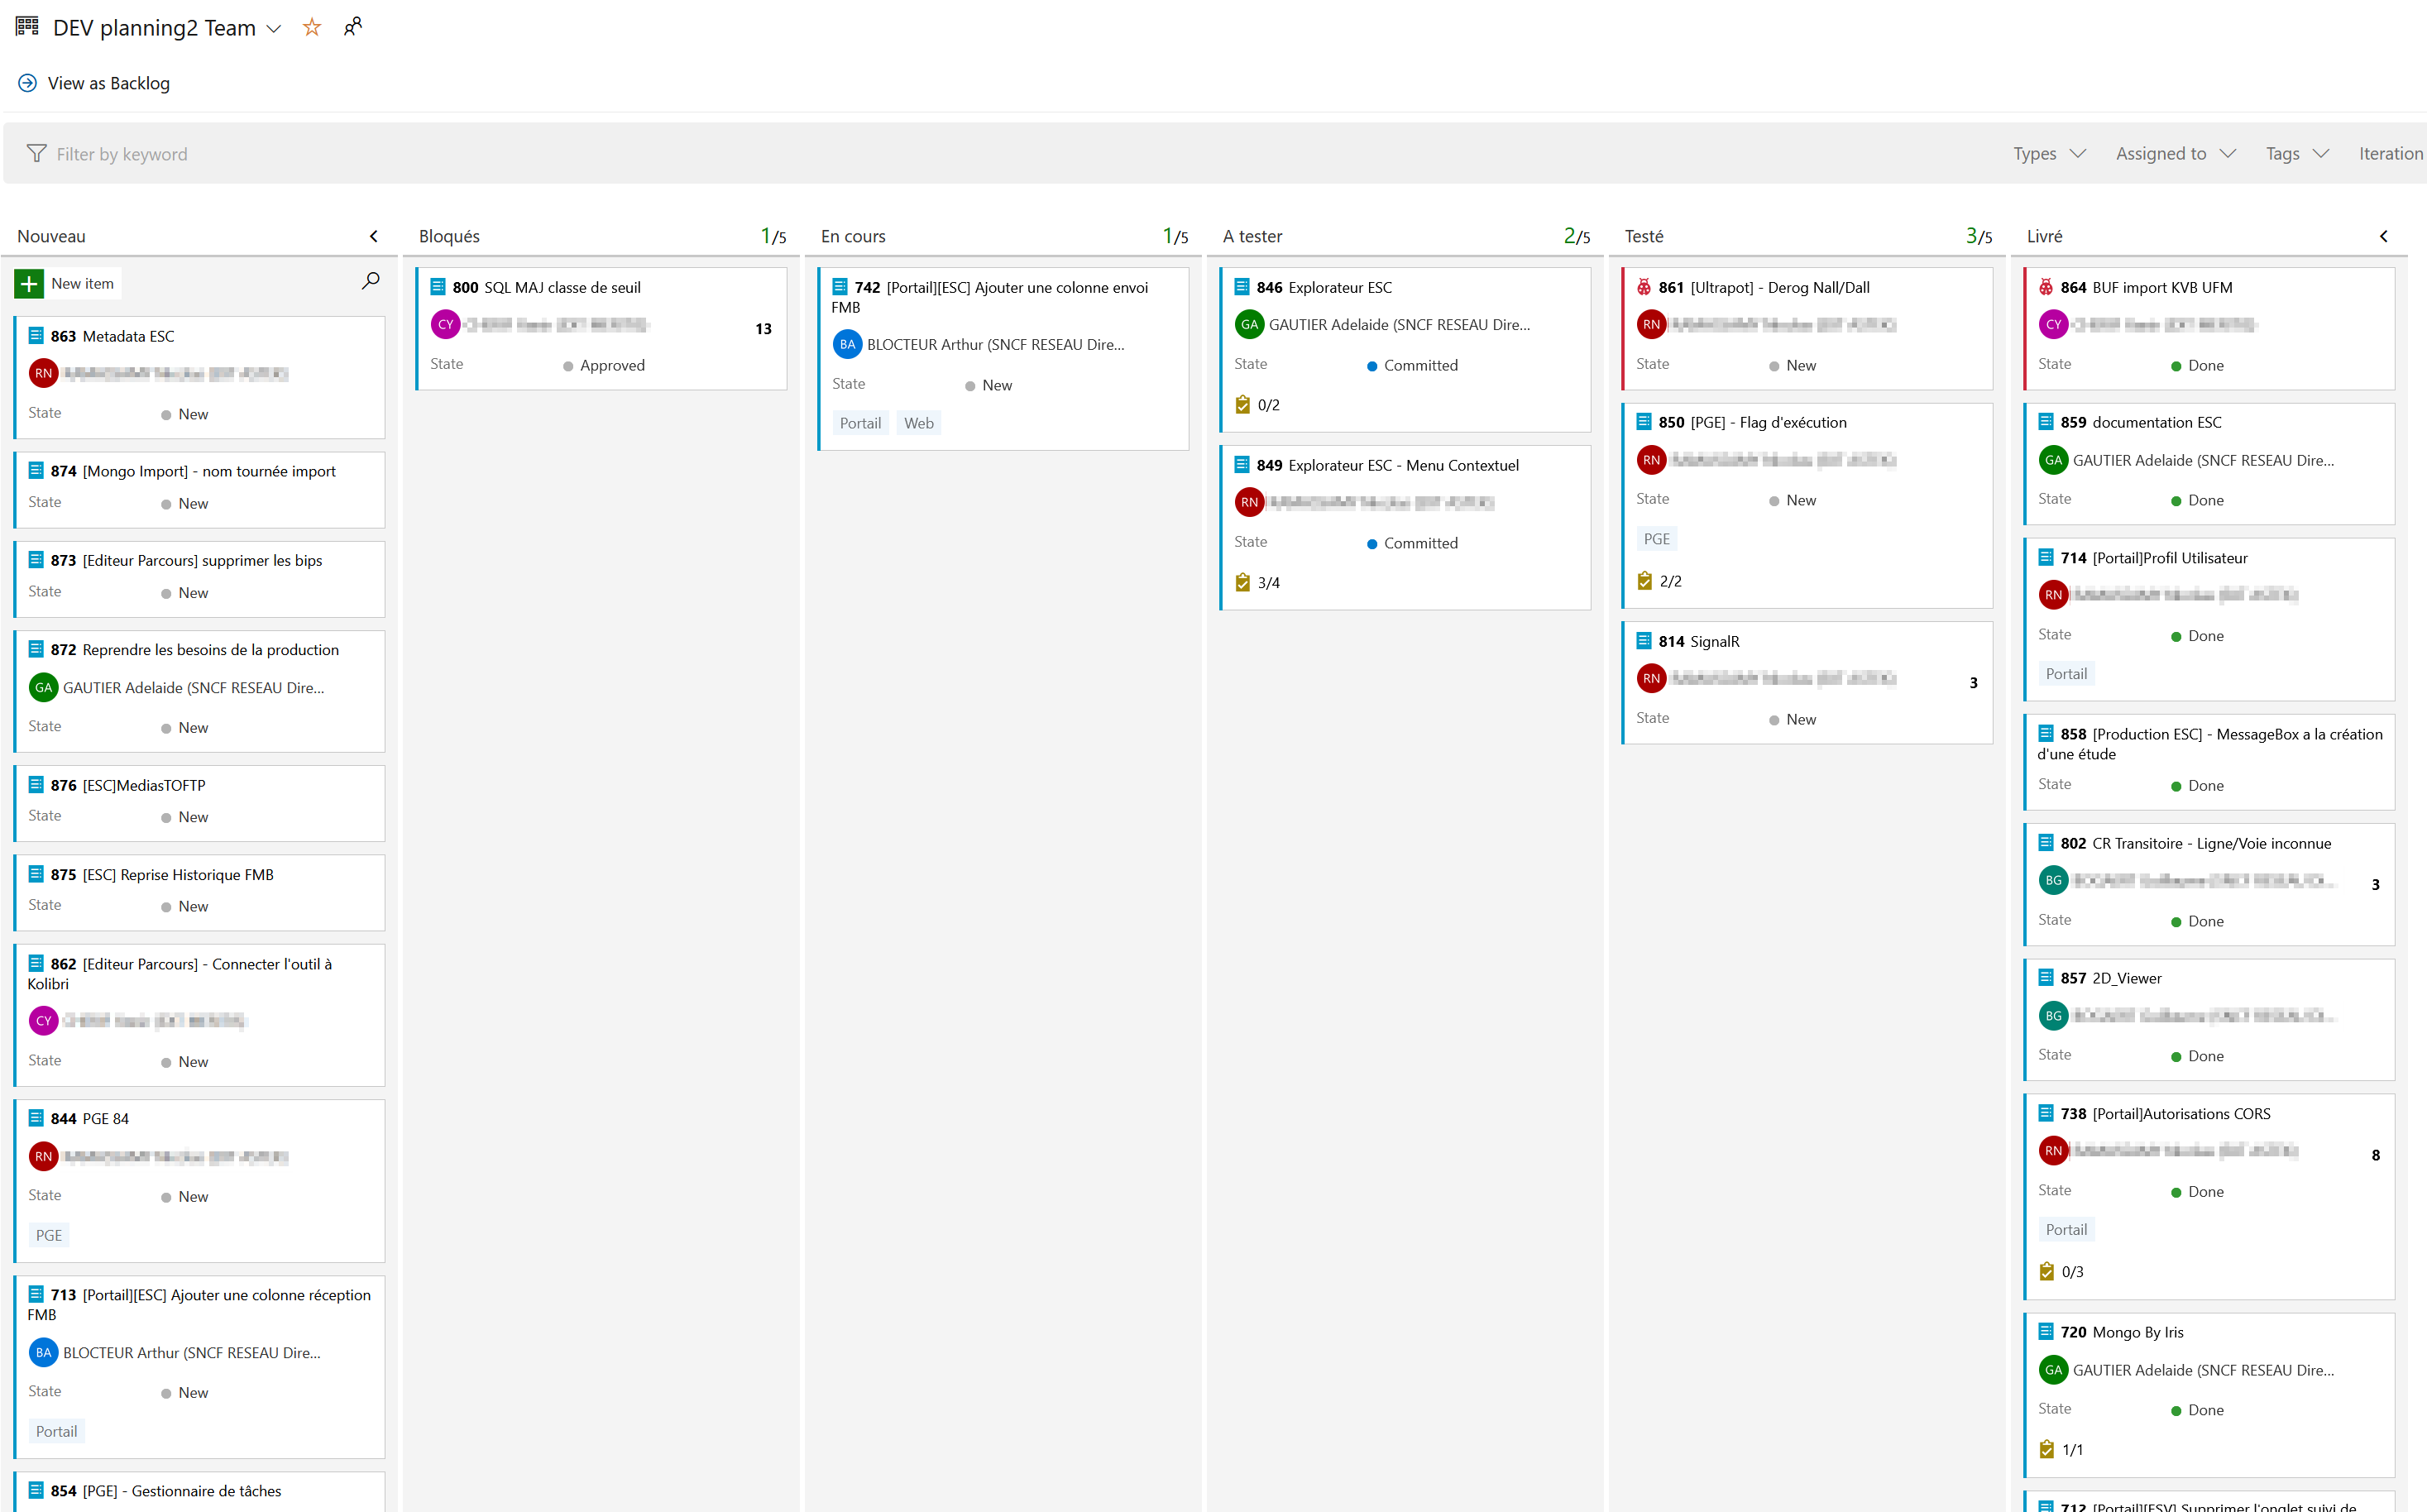 DEV planning2 Team
View as Backlog
Filter by keyword
Types
Assigned to
Tags
Iteration
Nouveau
New item
863 Metadata ESC
RN
State New
874 [Mongo Import] - nom tournée import
State New
873 [Editeur Parcours] supprimer les bips
State New
872 Reprendre les besoins de la production
GA GAUTIER Adelaide (SNCF RESEAU Dire...
State New
876 [ESC]MediasTOFTP
State New
875 [ESC] Reprise Historique FMB
State New
862 [Editeur Parcours] - Connecter l'outil à
Kolibri
CY
State New
844 PGE 84
RN
State New
PGE
713 [Portail][ESC] Ajouter une colonne réception
FMB
BA BLOCTEUR Arthur (SNCF RESEAU Dire...
State New
Portail
854 [PGE] - Gestionnaire de tâches
Bloqués 1/5
800 SQL MAJ classe de seuil
CY
13
State Approved
En cours 1/5
742 [Portail][ESC] Ajouter une colonne envoi
FMB
BA BLOCTEUR Arthur (SNCF RESEAU Dire...
State New
Portail Web
A tester 2/5
846 Explorateur ESC
GA GAUTIER Adelaide (SNCF RESEAU Dire...
State Committed
0/2
849 Explorateur ESC - Menu Contextuel
RN
State Committed
3/4
Testé 3/5
861 [Ultrapot] - Derog Nall/Dall
RN
State New
850 [PGE] - Flag d'exécution
RN
State New
PGE
2/2
814 SignalR
RN
3
State New
Livré
864 BUF import KVB UFM
CY
State Done
859 documentation ESC
GA GAUTIER Adelaide (SNCF RESEAU Dire...
State Done
714 [Portail]Profil Utilisateur
RN
State Done
Portail
858 [Production ESC] - MessageBox a la création
d'une étude
State Done
802 CR Transitoire - Ligne/Voie inconnue
BG
3
State Done
857 2D_Viewer
BG
State Done
738 [Portail]Autorisations CORS
RN
8
State Done
Portail
0/3
720 Mongo By Iris
GA GAUTIER Adelaide (SNCF RESEAU Dire...
State Done
1/1
712 [Portail][ESV] Supprimer l'onglet suivi de